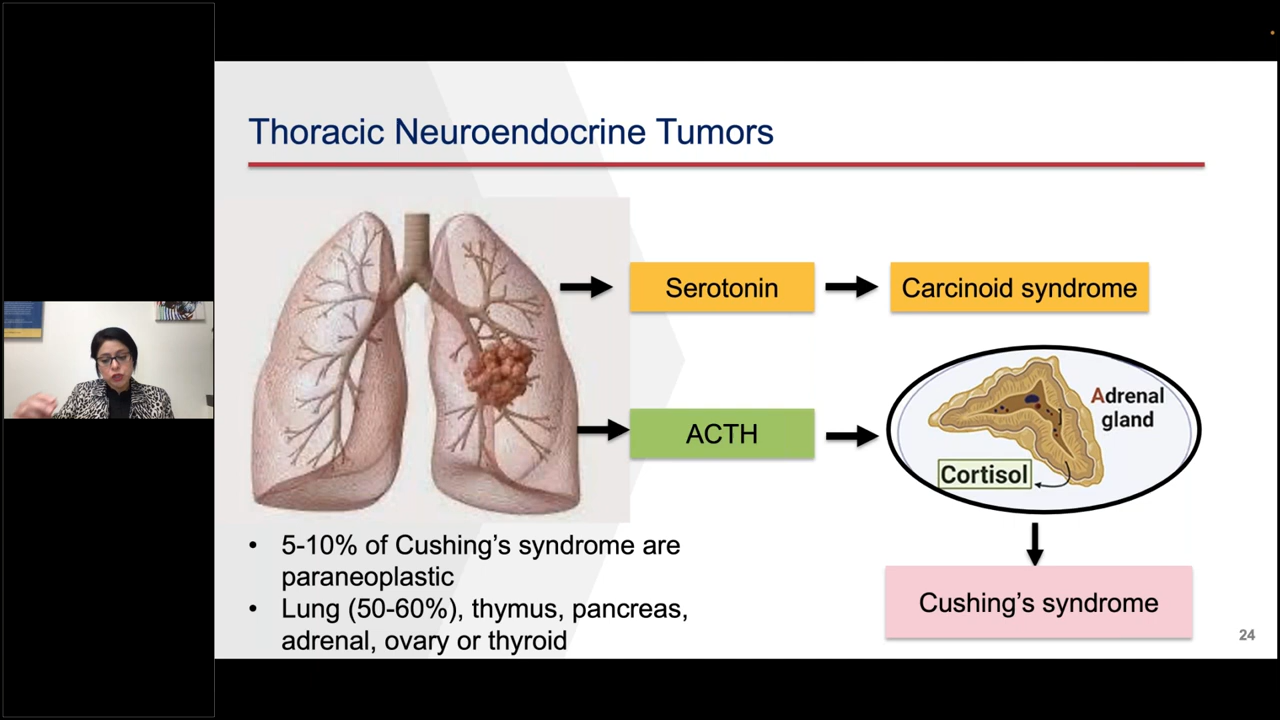 Thoracic Neuroendocrine Tumors
Serotonin
Carcinoid syndrome
ACTH
Adrenal
gland
Cortisol
Cushing’s syndrome
• 5-10% of Cushing’s syndrome are
paraneoplastic
• Lung (50-60%), thymus, pancreas,
adrenal, ovary or thyroid
24